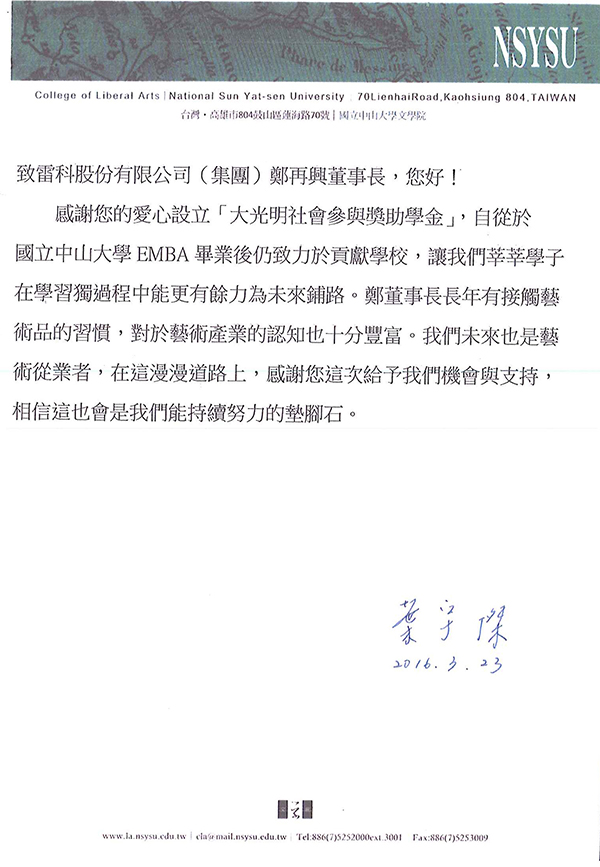 NSYSU
Phare de Messine
College of Liberal Arts | National Sun Yat-sen University . 70LienhaiRoad,Kaohsiung 804,TAIWAN
台灣・高雄市804鼓山區蓮海路70號 | 國立中山大學文學院
致雷科股份有限公司（集團）鄭再興董事長，您好！
感謝您的愛心設立「大光明社會參與獎助學金」，自從於
國立中山大學 EMBA 畢業後仍致力於貢獻學校，讓我們莘莘學子
在學習獨過程中能更有餘力為未來鋪路。鄭董事長長年有接觸藝
術品的習慣，對於藝術產業的認知也十分豐富。我們未來也是藝
術從業者，在這漫漫道路上，感謝您這次給予我們機會與支持，
相信這也會是我們能持續努力的墊腳石。
葉宇傑
2016.3.23
www.la.nsysu.edu.tw | cla@mail.nsysu.edu.tw | Tel:886(7)5252000ext.3001 Fax:886(7)5253009